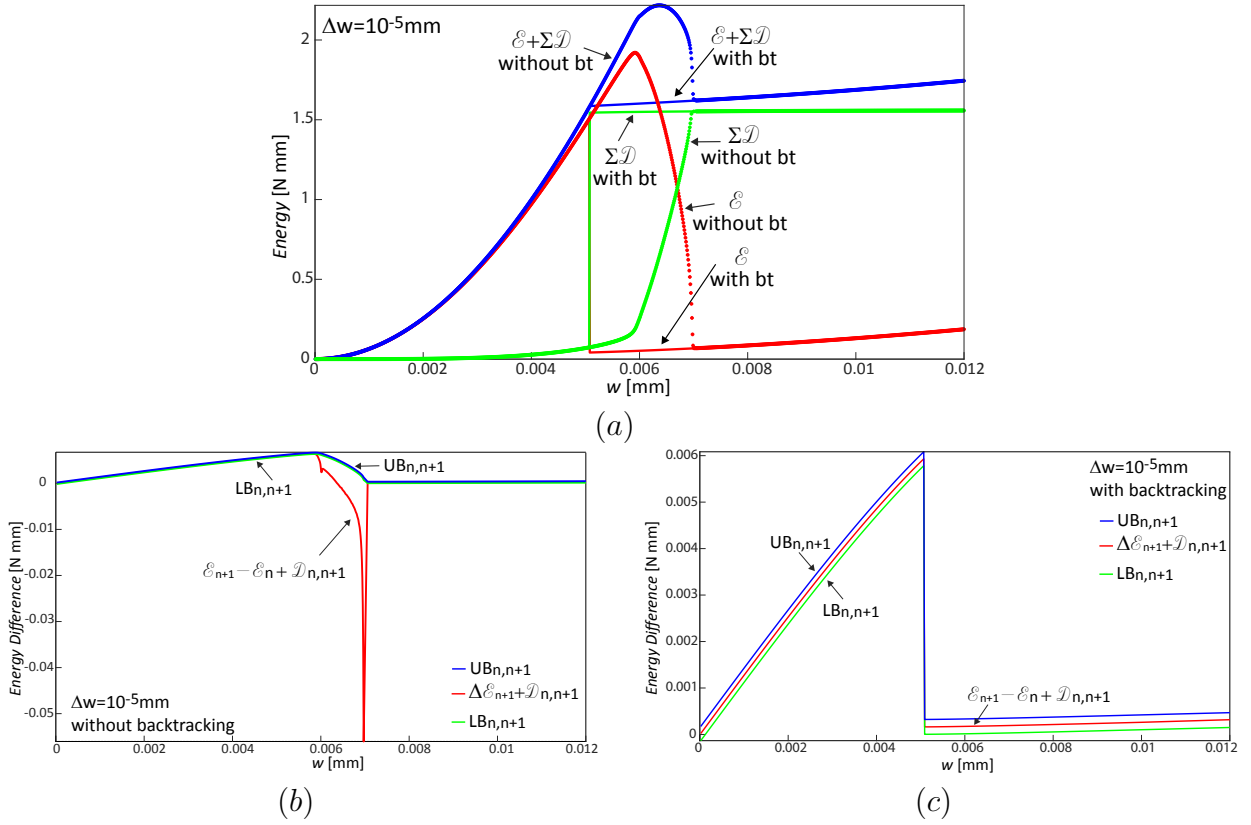 Δw=10⁻⁵mm
Energy [N mm]
2
1.5
1
0.5
0
ℰ+Σ𝒟
without bt
ℰ+Σ𝒟
with bt
Σ𝒟
with bt
Σ𝒟
without bt
ℰ
without bt
ℰ
with bt
0 0.002 0.004 0.006 0.008 0.01 0.012
w [mm]
(a)
Energy Difference [N mm]
0
-0.01
-0.02
-0.03
-0.04
-0.05
UBn,n+1
LBn,n+1
ℰn+1−ℰn+𝒟n,n+1
Δw=10⁻⁵mm
without backtracking
UBn,n+1
Δℰn+1+𝒟n,n+1
LBn,n+1
0 0.002 0.004 0.006 0.008 0.01 0.012
w [mm]
(b)
Energy Difference [N mm]
0.006
0.005
0.004
0.003
0.002
0.001
0
Δw=10⁻⁵mm
with backtracking
UBn,n+1
Δℰn+1+𝒟n,n+1
LBn,n+1
UBn,n+1
LBn,n+1
ℰn+1−ℰn+𝒟n,n+1
0 0.002 0.004 0.006 0.008 0.01 0.012
w [mm]
(c)